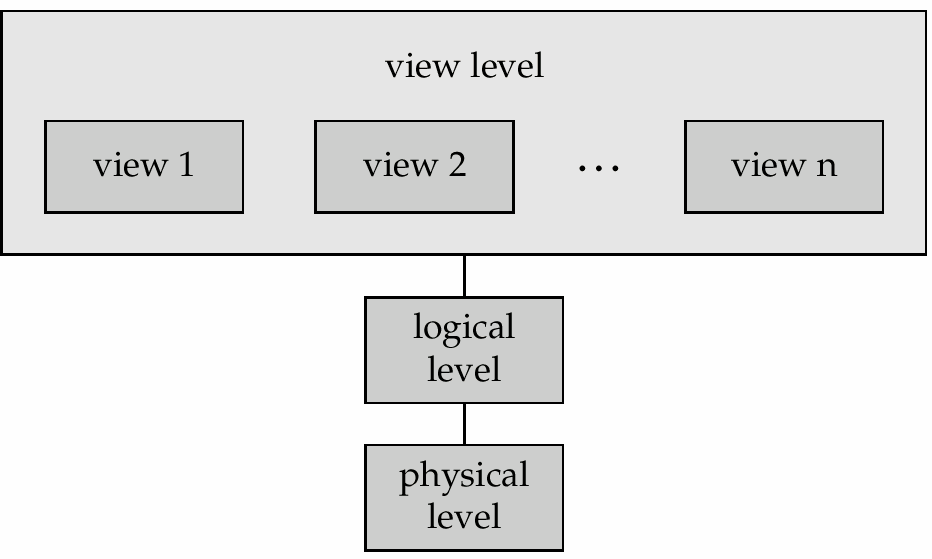 view level
view 1
view 2
...
view n
logical
level
physical
level